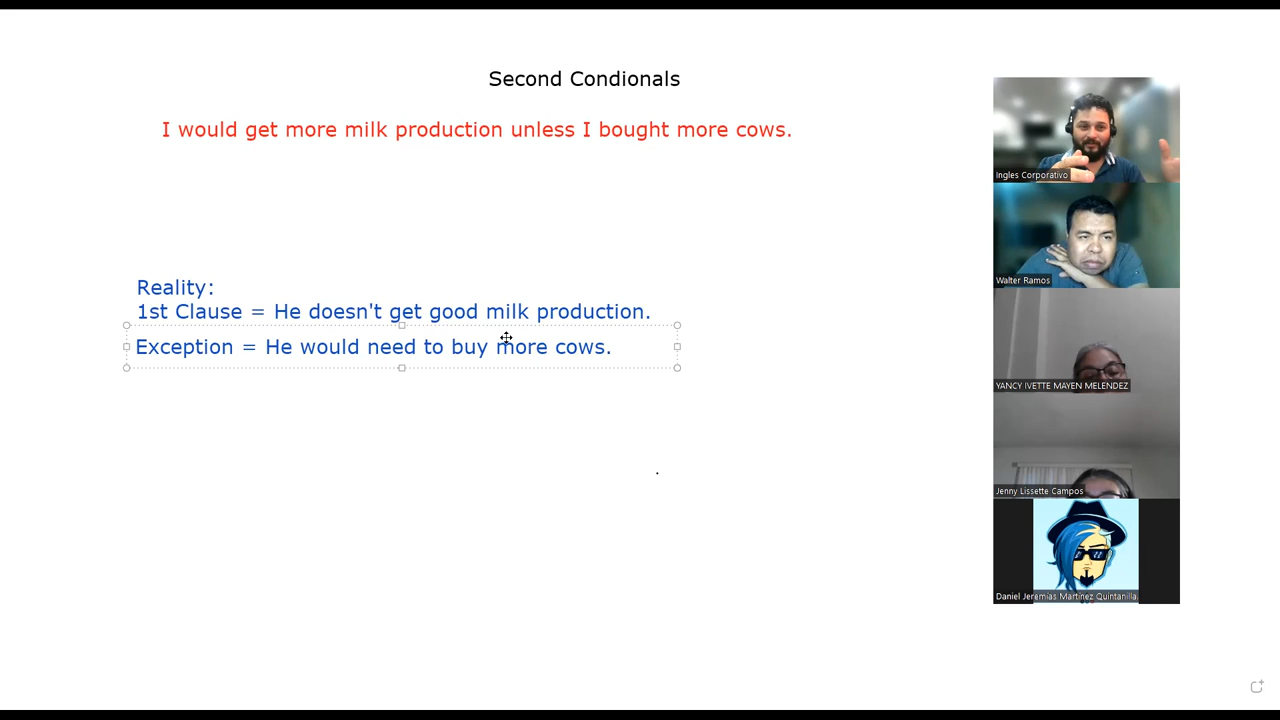 Second Condionals
I would get more milk production unless I bought more cows.
Reality:
1st Clause = He doesn't get good milk production.
Exception = He would need to buy more cows.
Ingles Corporativo
Walter Ramos
YANCY IVETTE MAYEN MELENDEZ
Jenny Lissette Campos
Daniel Jeremias Martinez Quintanilla